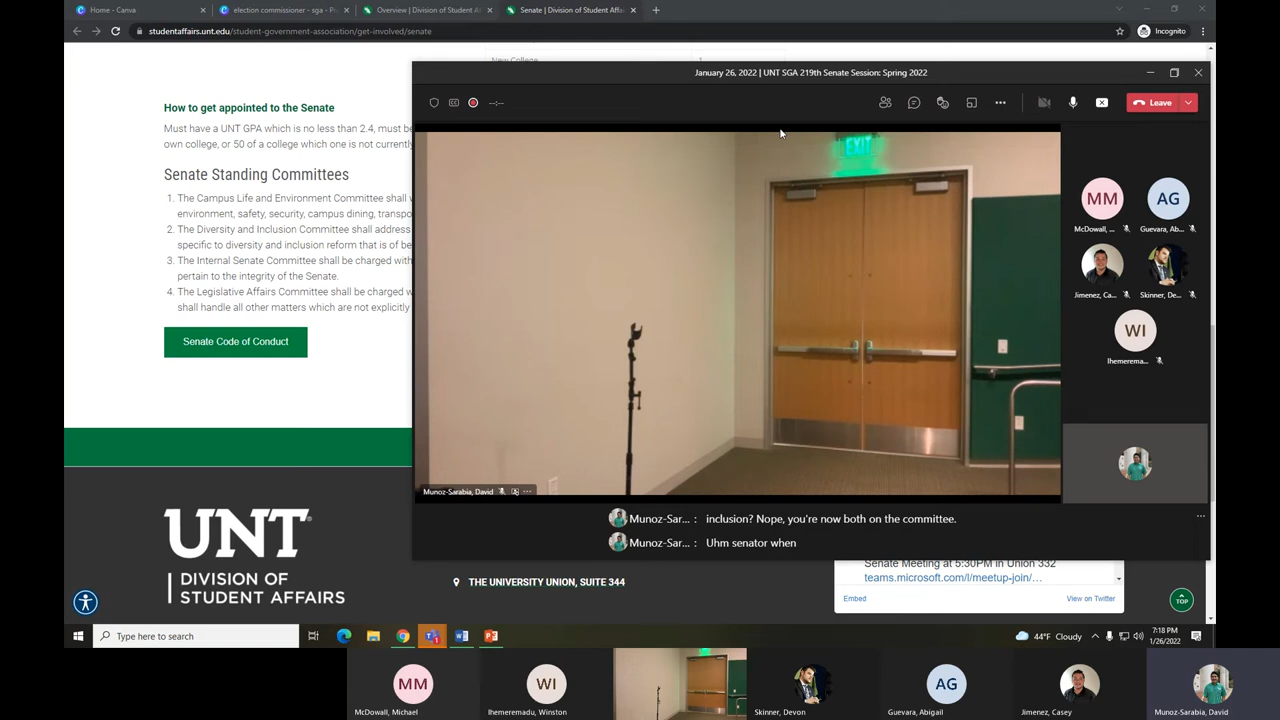 Home - Canva
election commissioner - sga - Pr
Overview | Division of Student Af
Senate | Division of Student Affai
studentaffairs.unt.edu/student-government-association/get-involved/senate
Incognito
New College
1
How to get appointed to the Senate
Must have a UNT GPA which is no less than 2.4, must be
own college, or 50 of a college which one is not currently
Senate Standing Committees
1. The Campus Life and Environment Committee shall
environment, safety, security, campus dining, transpo
2. The Diversity and Inclusion Committee shall address
specific to diversity and inclusion reform that is of be
3. The Internal Senate Committee shall be charged with
pertain to the integrity of the Senate.
4. The Legislative Affairs Committee shall be charged w
shall handle all other matters which are not explicitly
Senate Code of Conduct
January 26, 2022 | UNT SGA 219th Senate Session: Spring 2022
CC
--:--
Leave
EXIT
MM
McDowall, ...
AG
Guevara, Ab...
Jimenez, Ca...
Skinner, De...
WI
Ihemerema...
Munoz-Sarabia, David
Munoz-Sar... : inclusion? Nope, you're now both on the committee.
Munoz-Sar... : Uhm senator when
UNT
DIVISION OF
STUDENT AFFAIRS
THE UNIVERSITY UNION, SUITE 344
Senate Meeting at 5:30PM in Union 332
teams.microsoft.com/l/meetup-join/…
Embed
View on Twitter
TOP
Type here to search
44°F Cloudy
7:18 PM
1/26/2022
MM
McDowall, Michael
WI
Ihemeremadu, Winston
Skinner, Devon
AG
Guevara, Abigail
Jimenez, Casey
Munoz-Sarabia, David